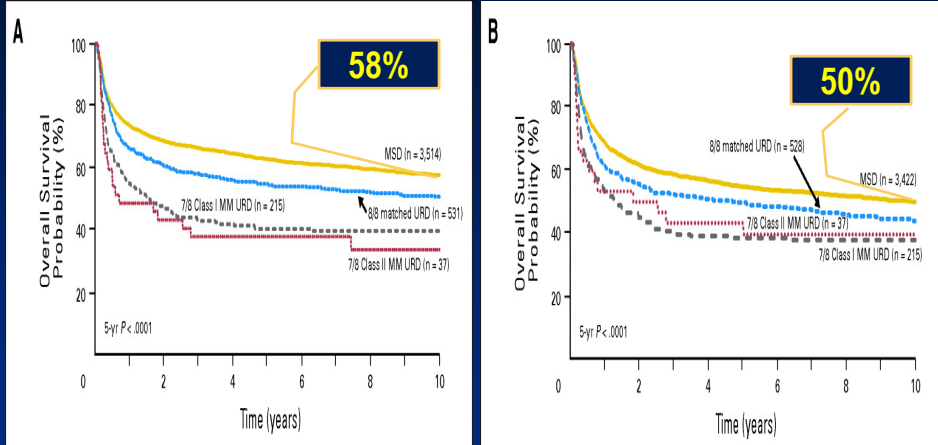 A
58%
Overall Survival
Probability (%)
100
80
60
40
20
MSD (n = 3,514)
8/8 matched URD (n = 531)
7/8 Class I MM URD (n = 215)
7/8 Class II MM URD (n = 37)
5-yr P < .0001
0 2 4 6 8 10
Time (years)
B
50%
Overall Survival
Probability (%)
100
80
60
40
20
8/8 matched URD (n = 528)
MSD (n = 3,422)
7/8 Class II MM URD (n = 37)
7/8 Class I MM URD (n = 215)
5-yr P < .0001
0 2 4 6 8 10
Time (years)